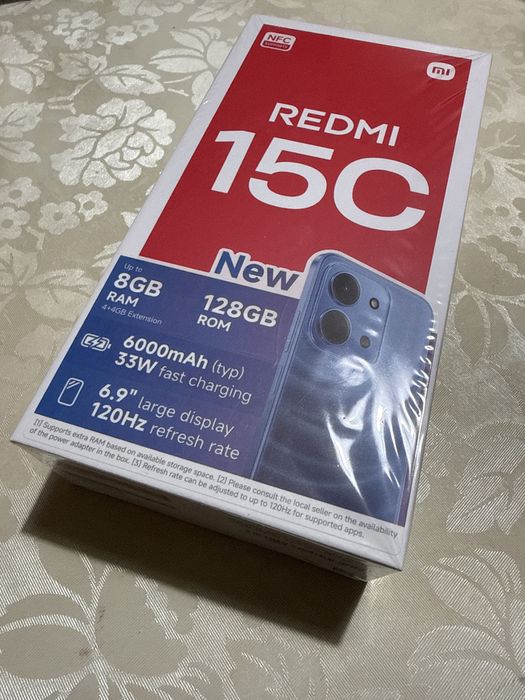 NFC
SUPPORTS
mi
REDMI
15C
New
Up to
8GB
RAM
4+4GB Extension
128GB
ROM
6000mAh (typ)
33W fast charging
6.9" large display
120Hz refresh rate
[1] Supports extra RAM based on available storage space. [2] Please consult the local seller on the availability
of the power adapter in the box. [3] Refresh rate can be adjusted to up to 120Hz for supported apps.